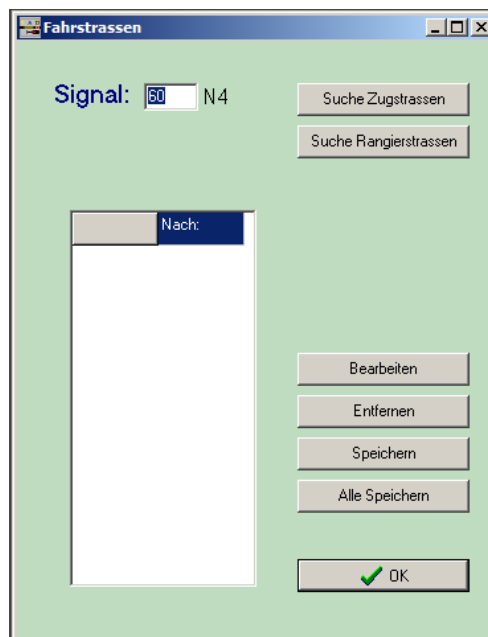 Fahrstrassen
Signal: 60 N4
Suche Zugstrassen
Suche Rangierstrassen
Nach:
Bearbeiten
Entfernen
Speichern
Alle Speichern
OK